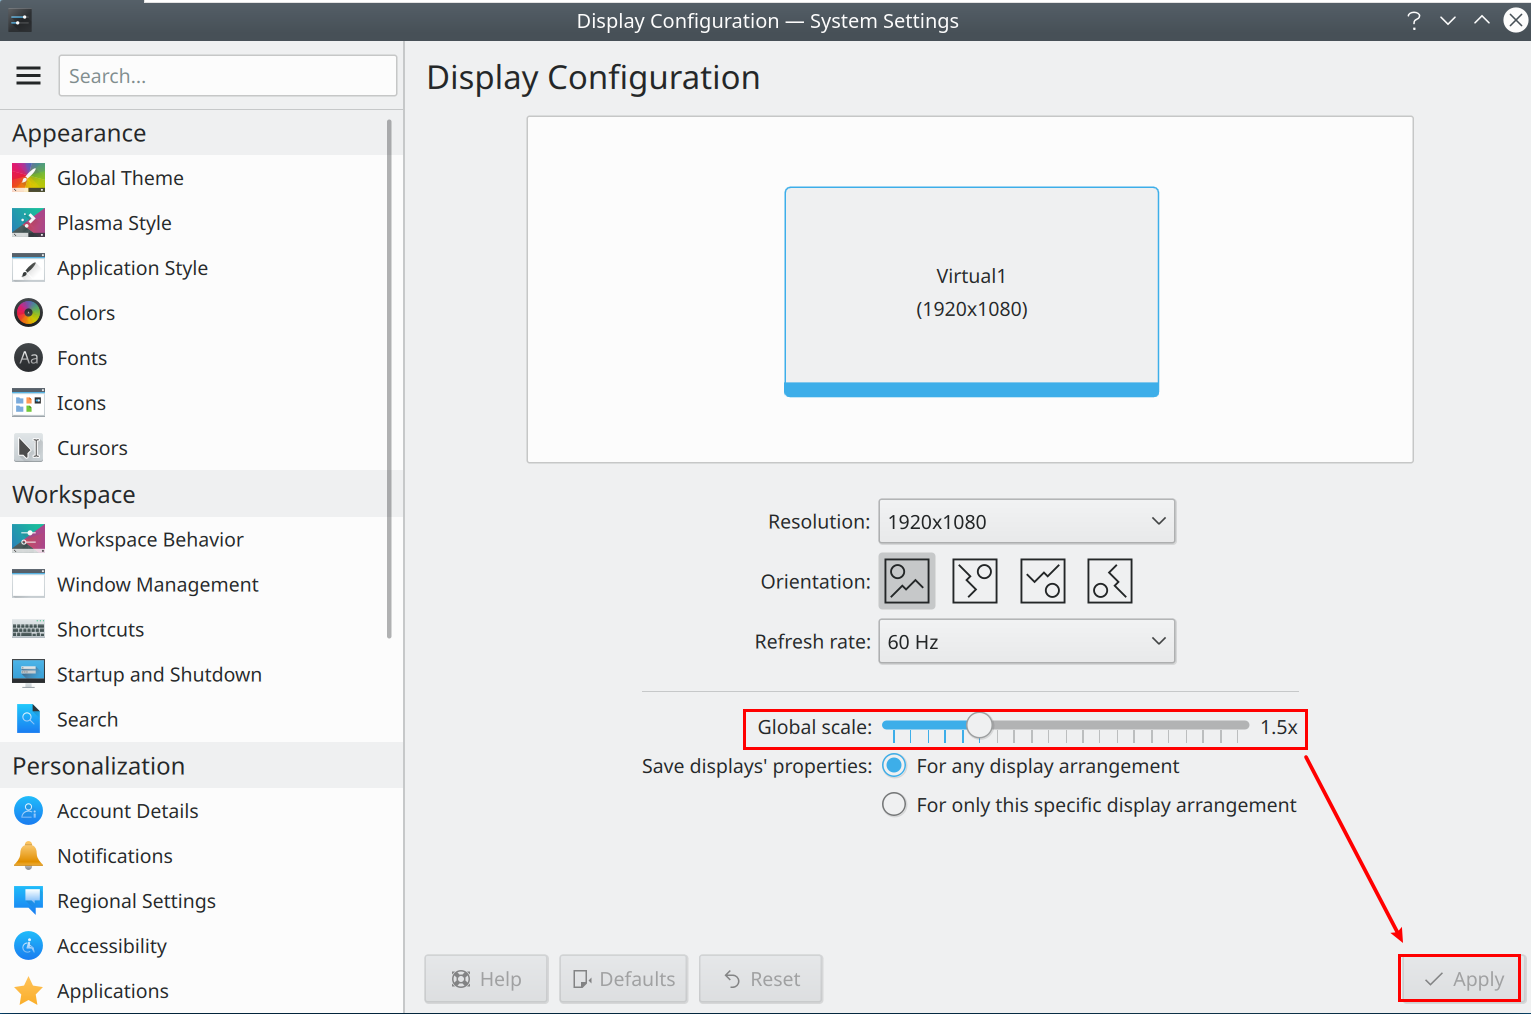 Display Configuration — System Settings
Search...
Display Configuration
Appearance
Global Theme
Plasma Style
Application Style
Colors
Aa
Fonts
Icons
Cursors
Workspace
Workspace Behavior
Window Management
Shortcuts
Startup and Shutdown
Search
Personalization
Account Details
Notifications
Regional Settings
Accessibility
Applications
Virtual1
(1920x1080)
Resolution: 1920x1080
Orientation:
Refresh rate: 60 Hz
Global scale: 1.5x
Save displays' properties: For any display arrangement
For only this specific display arrangement
Help Defaults Reset Apply